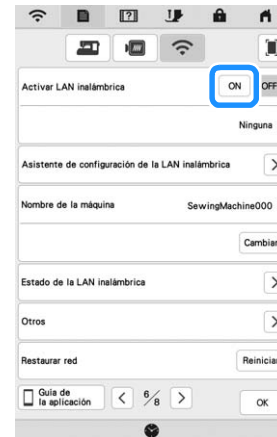 Activar LAN inalámbrica ON OFF
Ninguna
Asistente de configuración de la LAN inalámbrica
Nombre de la máquina SewingMachine000
Cambiar
Estado de la LAN inalámbrica
Otros
Restaurar red Reiniciar
Guía de
la aplicación
6/8
OK